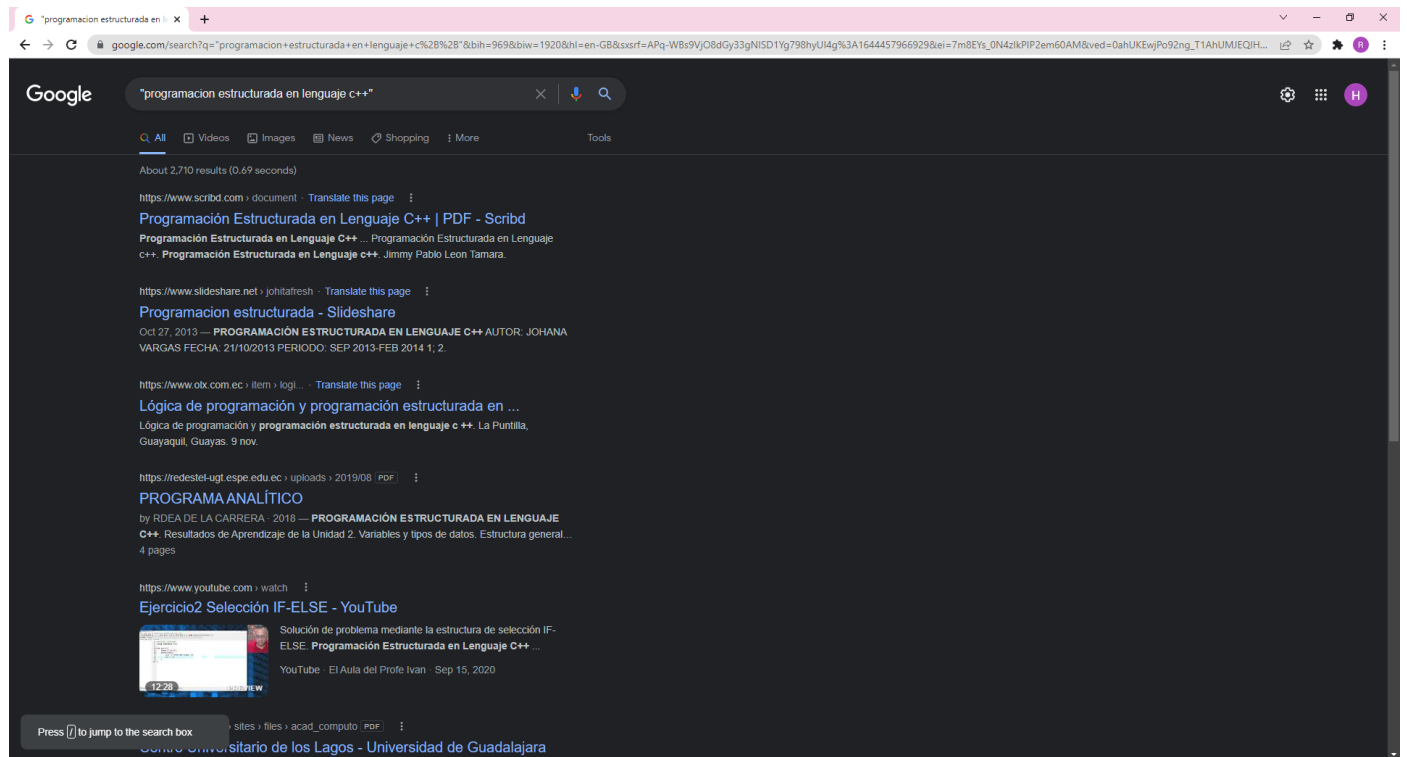 "programacion estructurada en l
google.com/search?q="programacion+estructurada+en+lenguaje+c%2B%2B"&bih=969&biw=1920&hl=en-GB&sxsrf=APq-WBs9VjO8dGy33gNISD1Yg798hyUI4g%3A1644457966929&ei=7m8EYs_0N4zlkPIP2em60AM&ved=0ahUKEwjPo92ng_T1AhUMJEQIH...
R
Google
"programacion estructurada en lenguaje c++"
H
All Videos Images News Shopping More Tools
About 2,710 results (0.69 seconds)
https://www.scribd.com › document · Translate this page
Programación Estructurada en Lenguaje C++ | PDF - Scribd
Programación Estructurada en Lenguaje C++ ... Programación Estructurada en Lenguaje
c++. Programación Estructurada en Lenguaje c++. Jimmy Pablo Leon Tamara.
https://www.slideshare.net › johitafresh · Translate this page
Programacion estructurada - Slideshare
Oct 27, 2013 — PROGRAMACIÓN ESTRUCTURADA EN LENGUAJE C++ AUTOR: JOHANA
VARGAS FECHA: 21/10/2013 PERIODO: SEP 2013-FEB 2014 1; 2.
https://www.olx.com.ec › item › logi... · Translate this page
Lógica de programación y programación estructurada en ...
Lógica de programación y programación estructurada en lenguaje c ++. La Puntilla,
Guayaquil, Guayas. 9 nov.
https://redestel-ugt.espe.edu.ec › uploads › 2019/08 PDF
PROGRAMA ANALÍTICO
by RDEA DE LA CARRERA · 2018 — PROGRAMACIÓN ESTRUCTURADA EN LENGUAJE
C++. Resultados de Aprendizaje de la Unidad 2. Variables y tipos de datos. Estructura general...
4 pages
https://www.youtube.com › watch
Ejercicio2 Selección IF-ELSE - YouTube
Solución de problema mediante la estructura de selección IF-
ELSE. Programación Estructurada en Lenguaje C++ ...
YouTube · El Aula del Profe Ivan · Sep 15, 2020
12:28 PREVIEW
› sites › files › acad_computo PDF
Centro Universitario de los Lagos - Universidad de Guadalajara
Press / to jump to the search box